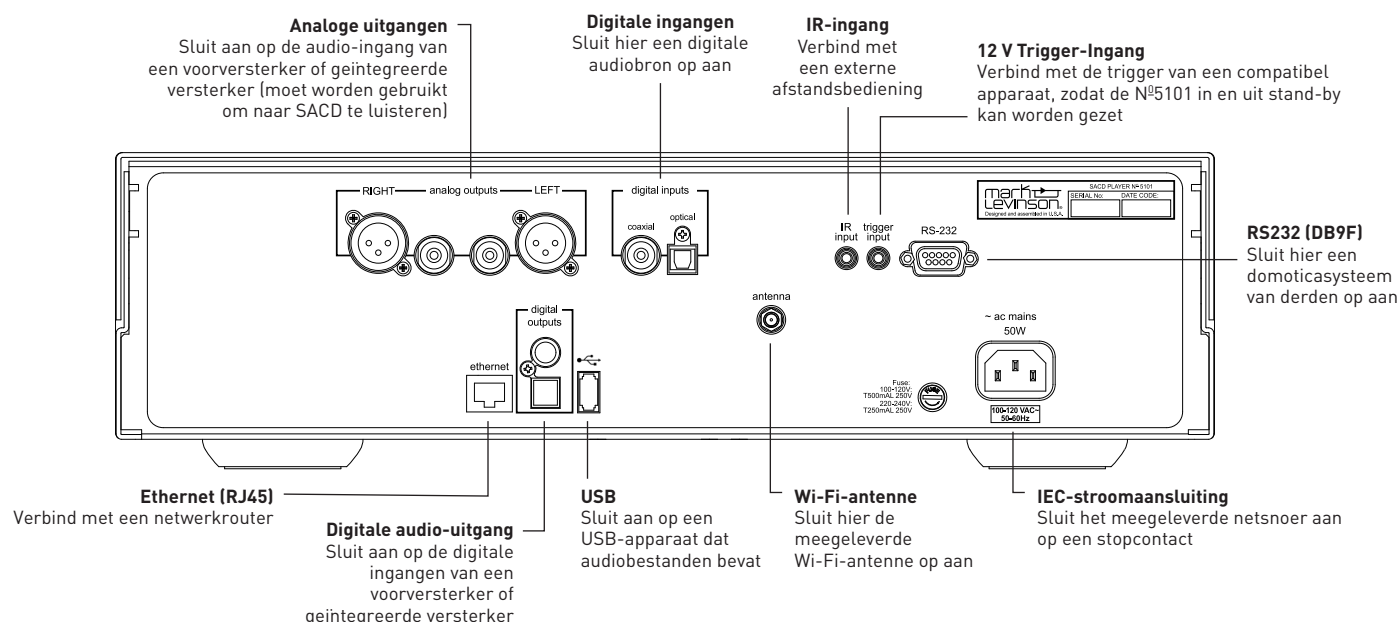 Analoge uitgangen
Sluit aan op de audio-ingang van
een voorversterker of geïntegreerde
versterker (moet worden gebruikt
om naar SACD te luisteren)
Digitale ingangen
Sluit hier een digitale
audiobron op aan
IR-ingang
Verbind met
een externe
afstandsbediening
12 V Trigger-Ingang
Verbind met de trigger van een compatibel
apparaat, zodat de Nº5101 in en uit stand-by
kan worden gezet
RIGHT
analog outputs
LEFT
digital inputs
coaxial
optical
IR
input
trigger
input
RS-232
mark
Levinson®
Designed and assembled in U.S.A.
SACD PLAYER Nº 5101
SERIAL No:
DATE CODE:
RS232 (DB9F)
Sluit hier een
domoticasysteem
van derden op aan
ethernet
digital
outputs
antenna
~ ac mains
50W
Fuse:
100-120V:
T500mAL 250V
220-240V:
T250mAL 250V
100-120 VAC~
50-60Hz
Ethernet (RJ45)
Verbind met een netwerkrouter
Digitale audio-uitgang
Sluit aan op de digitale
ingangen van een
voorversterker of
geïntegreerde versterker
USB
Sluit aan op een
USB-apparaat dat
audiobestanden bevat
Wi-Fi-antenne
Sluit hier de
meegeleverde
Wi-Fi-antenne op aan
IEC-stroomaansluiting
Sluit het meegeleverde netsnoer aan
op een stopcontact